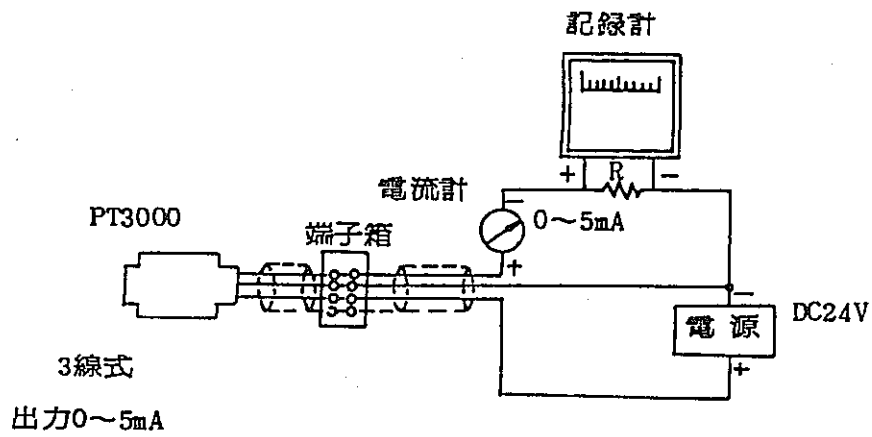 記録計
+ R -
電流計
-
0～5mA
+
PT3000
端子箱
-
電源
DC24V
+
3線式
出力0～5mA